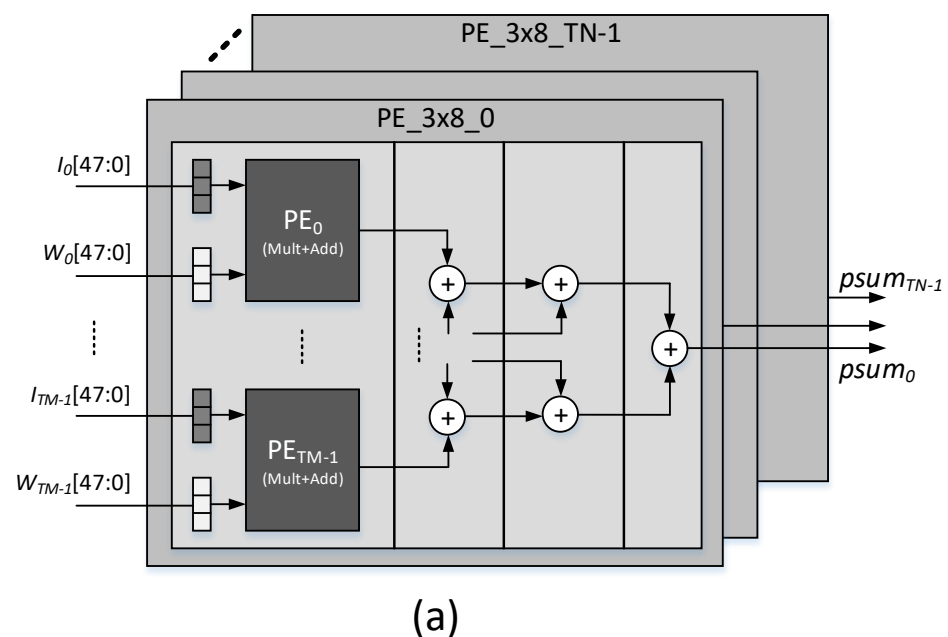 PE_3x8_TN-1
PE_3x8_0
I0[47:0]
PE0
(Mult+Add)
W0[47:0]
+
+
psumTN-1
+
psum0
ITM-1[47:0]
+
+
PETM-1
(Mult+Add)
WTM-1[47:0]
(a)